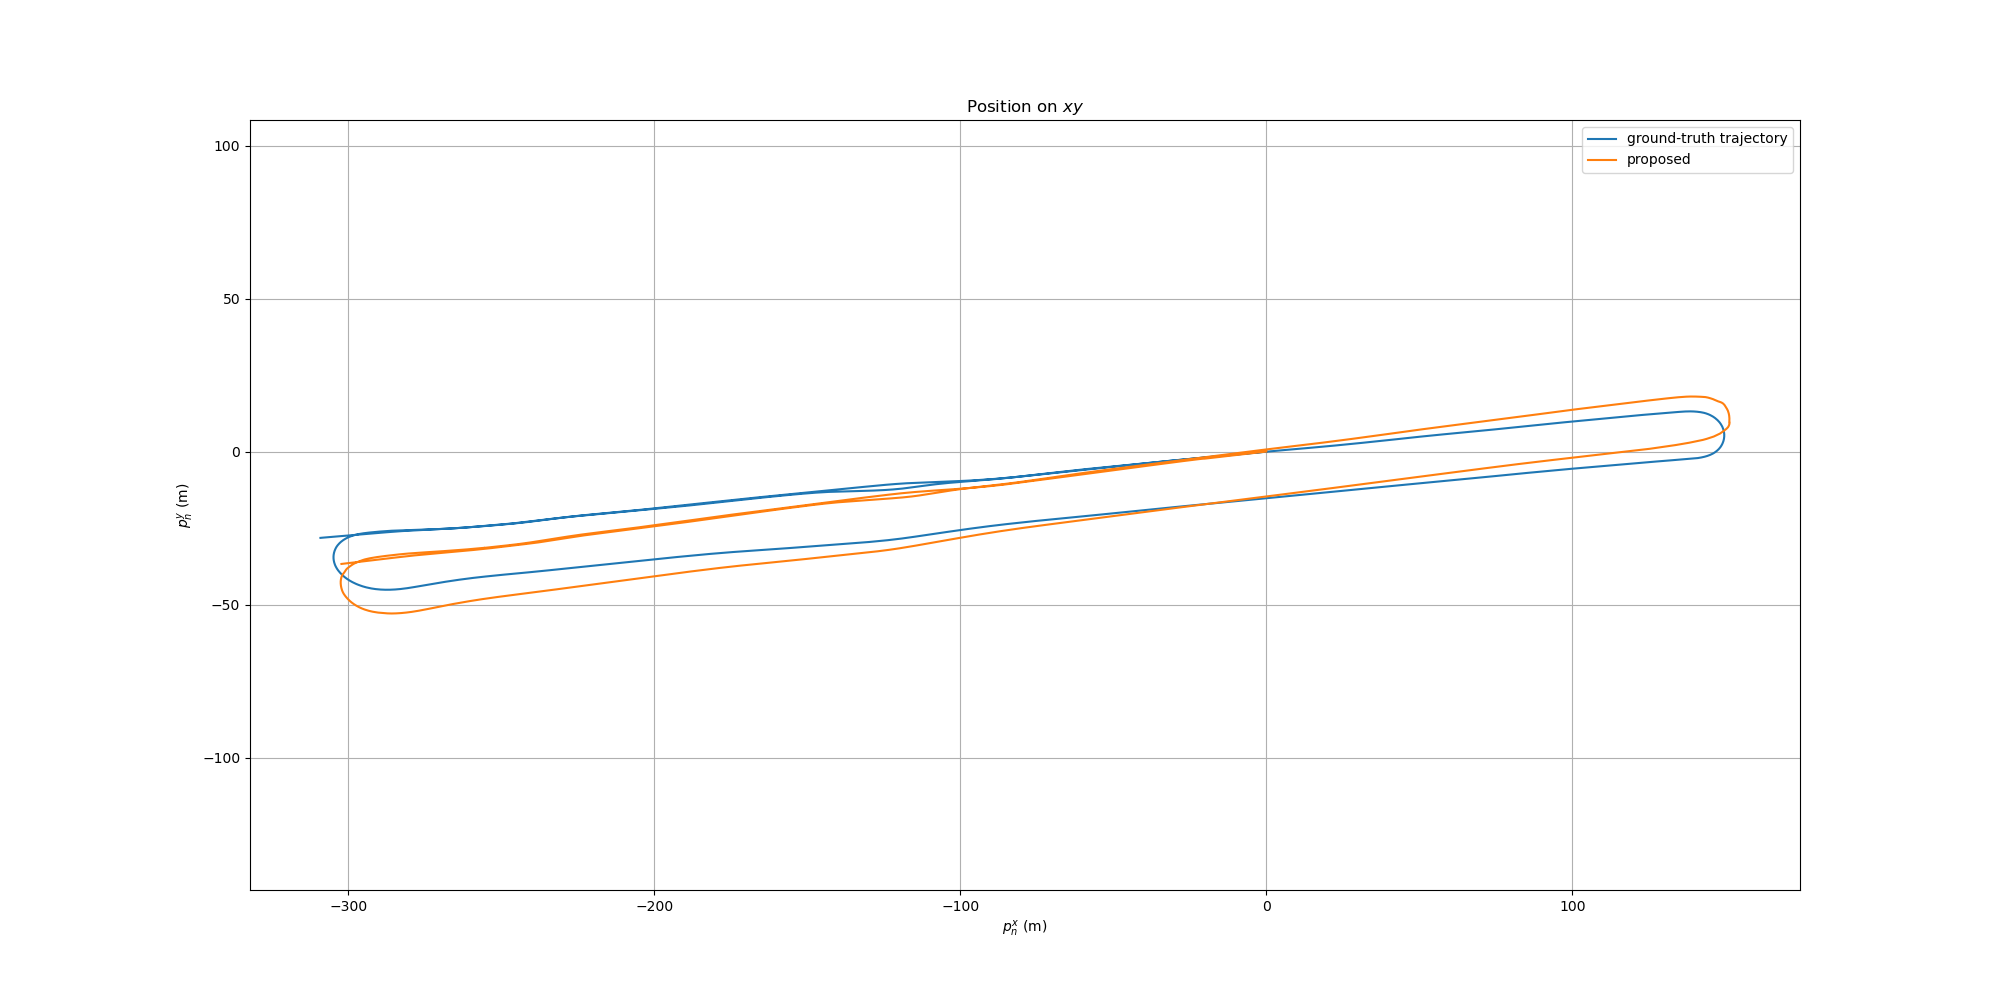 Position on xy
ground-truth trajectory
proposed
100
50
0
−50
−100
p_n^y (m)
−300
−200
−100
0
100
p_n^x (m)